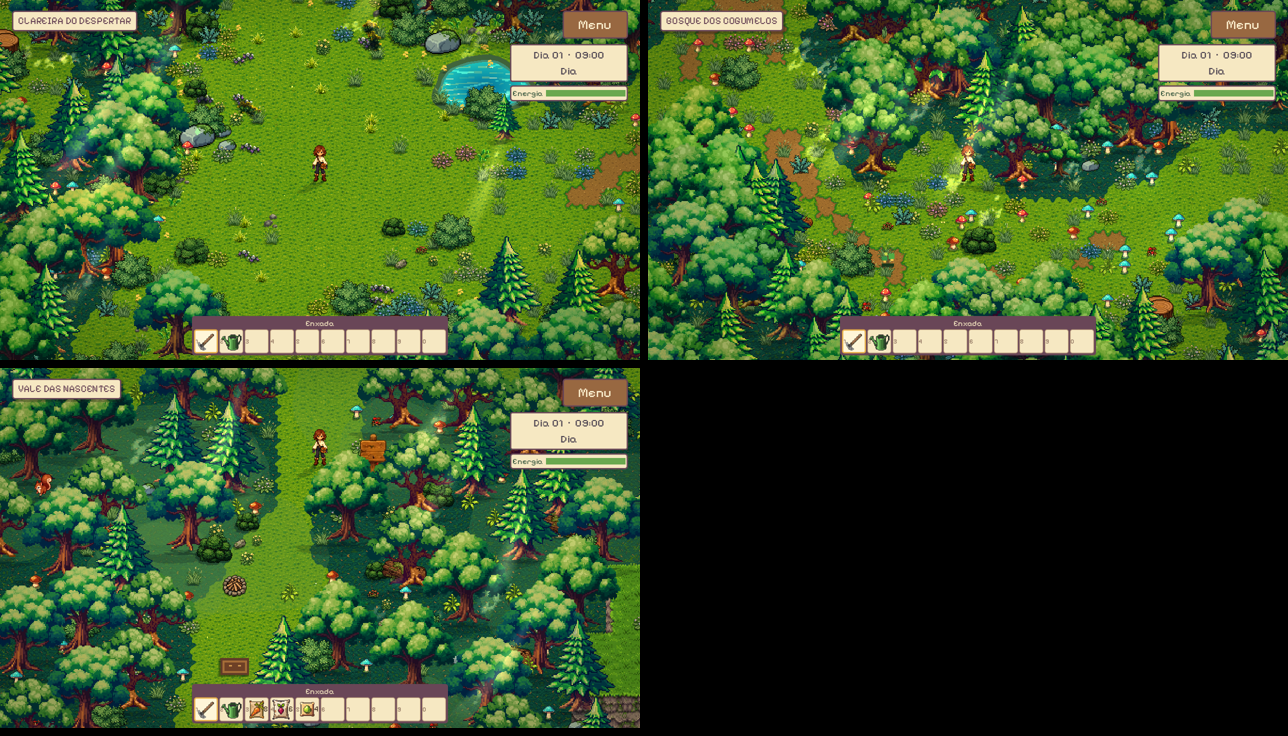 CLAREIRA DO DESPERTAR
Menu
Dia 01 · 09:00
Dia
Energia
Enxada
BOSQUE DOS COGUMELOS
Menu
Dia 01 · 09:00
Dia
Energia
Enxada
VALE DAS NASCENTES
Menu
Dia 01 · 09:00
Dia
Energia
Enxada